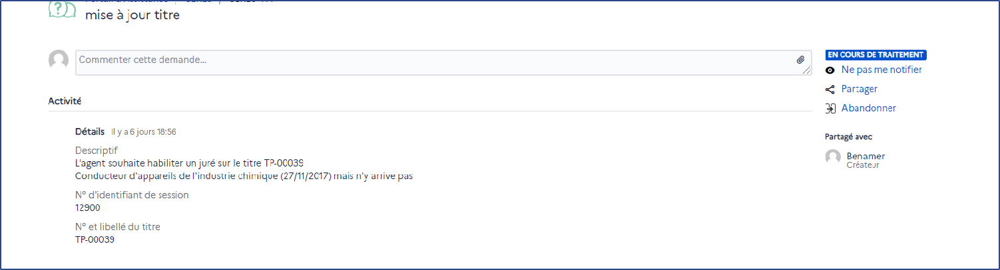 mise à jour titre
Commenter cette demande...
EN COURS DE TRAITEMENT
Ne pas me notifier
Partager
Abandonner
Activité
Partagé avec
Benamer
Créateur
Détails Il y a 6 jours 18:56
Descriptif
L'agent souhaite habiliter un juré sur le titre TP-00039
Conducteur d'appareils de l'industrie chimique (27/11/2017) mais n'y arrive pas
N° d'identifiant de session
12900
N° et libellé du titre
TP-00039